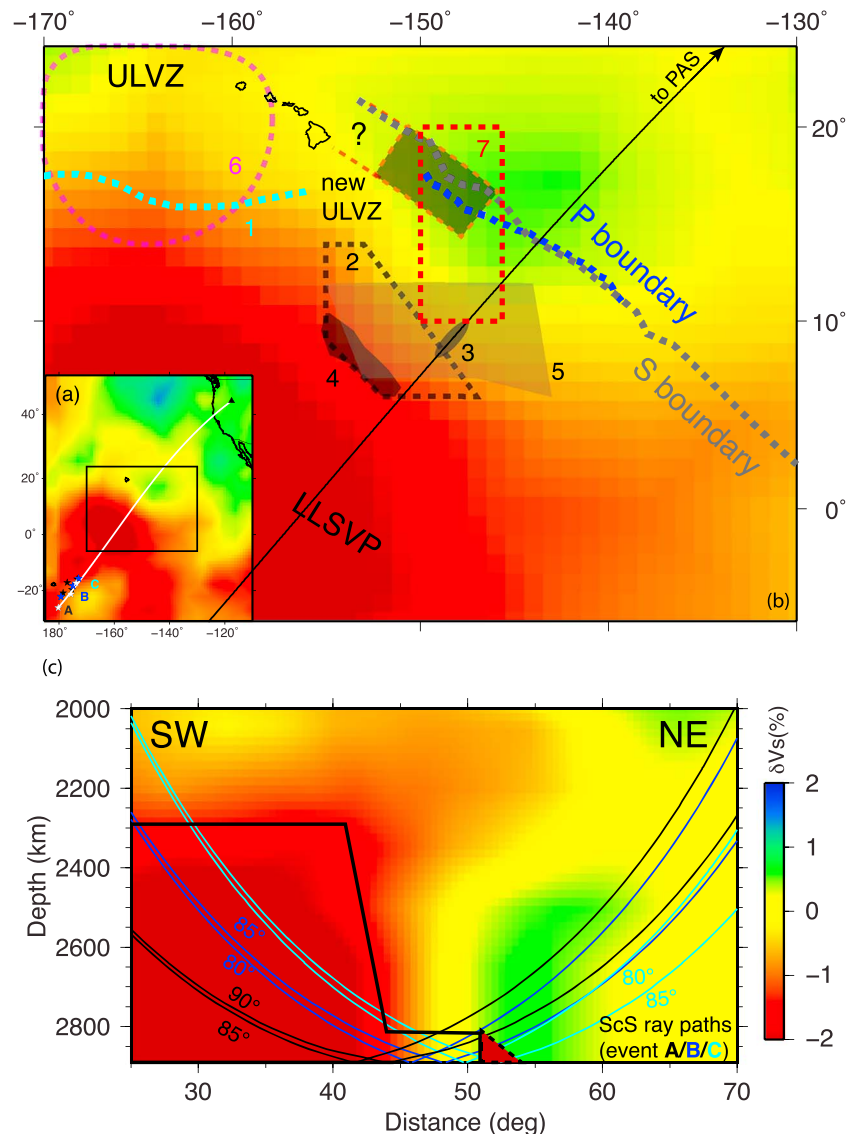 −170°
−160°
−150°
−140°
−130°
ULVZ
to PAS
20°
?
7
6
new
ULVZ
1
P boundary
2
10°
3
4
5
S boundary
(a)
40°
20°
0°
−20°
LLSVP
0°
C
B
A
(b)
180°
−160°
−140°
−120°
(c)
2000
2200
2400
2600
2800
Depth (km)
SW
NE
δVs(%)
2
1
0
−1
−2
85°
80°
90°
85°
80°
85°
ScS ray paths
(event A/B/C)
30
40
50
60
70
Distance (deg)